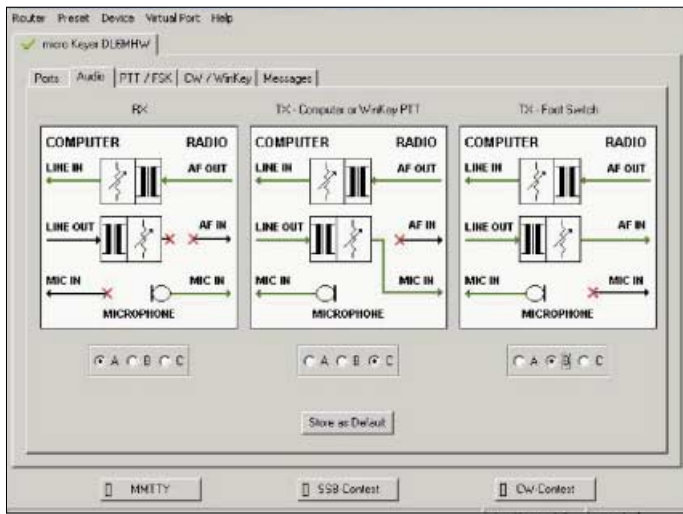 Router Preset Device Virtual Port Help
micro Keyer DL8MHW
Ports Audio PTT / FSK CW / WinKey Messages
RX
COMPUTER RADIO
LINE IN AF OUT
LINE OUT AF IN
MIC IN MIC IN
MICROPHONE
A B C
TX - Computer or WinKey PTT
COMPUTER RADIO
LINE IN AF OUT
LINE OUT AF IN
MIC IN MIC IN
MICROPHONE
A B C
TX - Foot Switch
COMPUTER RADIO
LINE IN AF OUT
LINE OUT AF IN
MIC IN MIC IN
MICROPHONE
A B C
Store as Default
MMTTY SSB-Contest CW-Contest